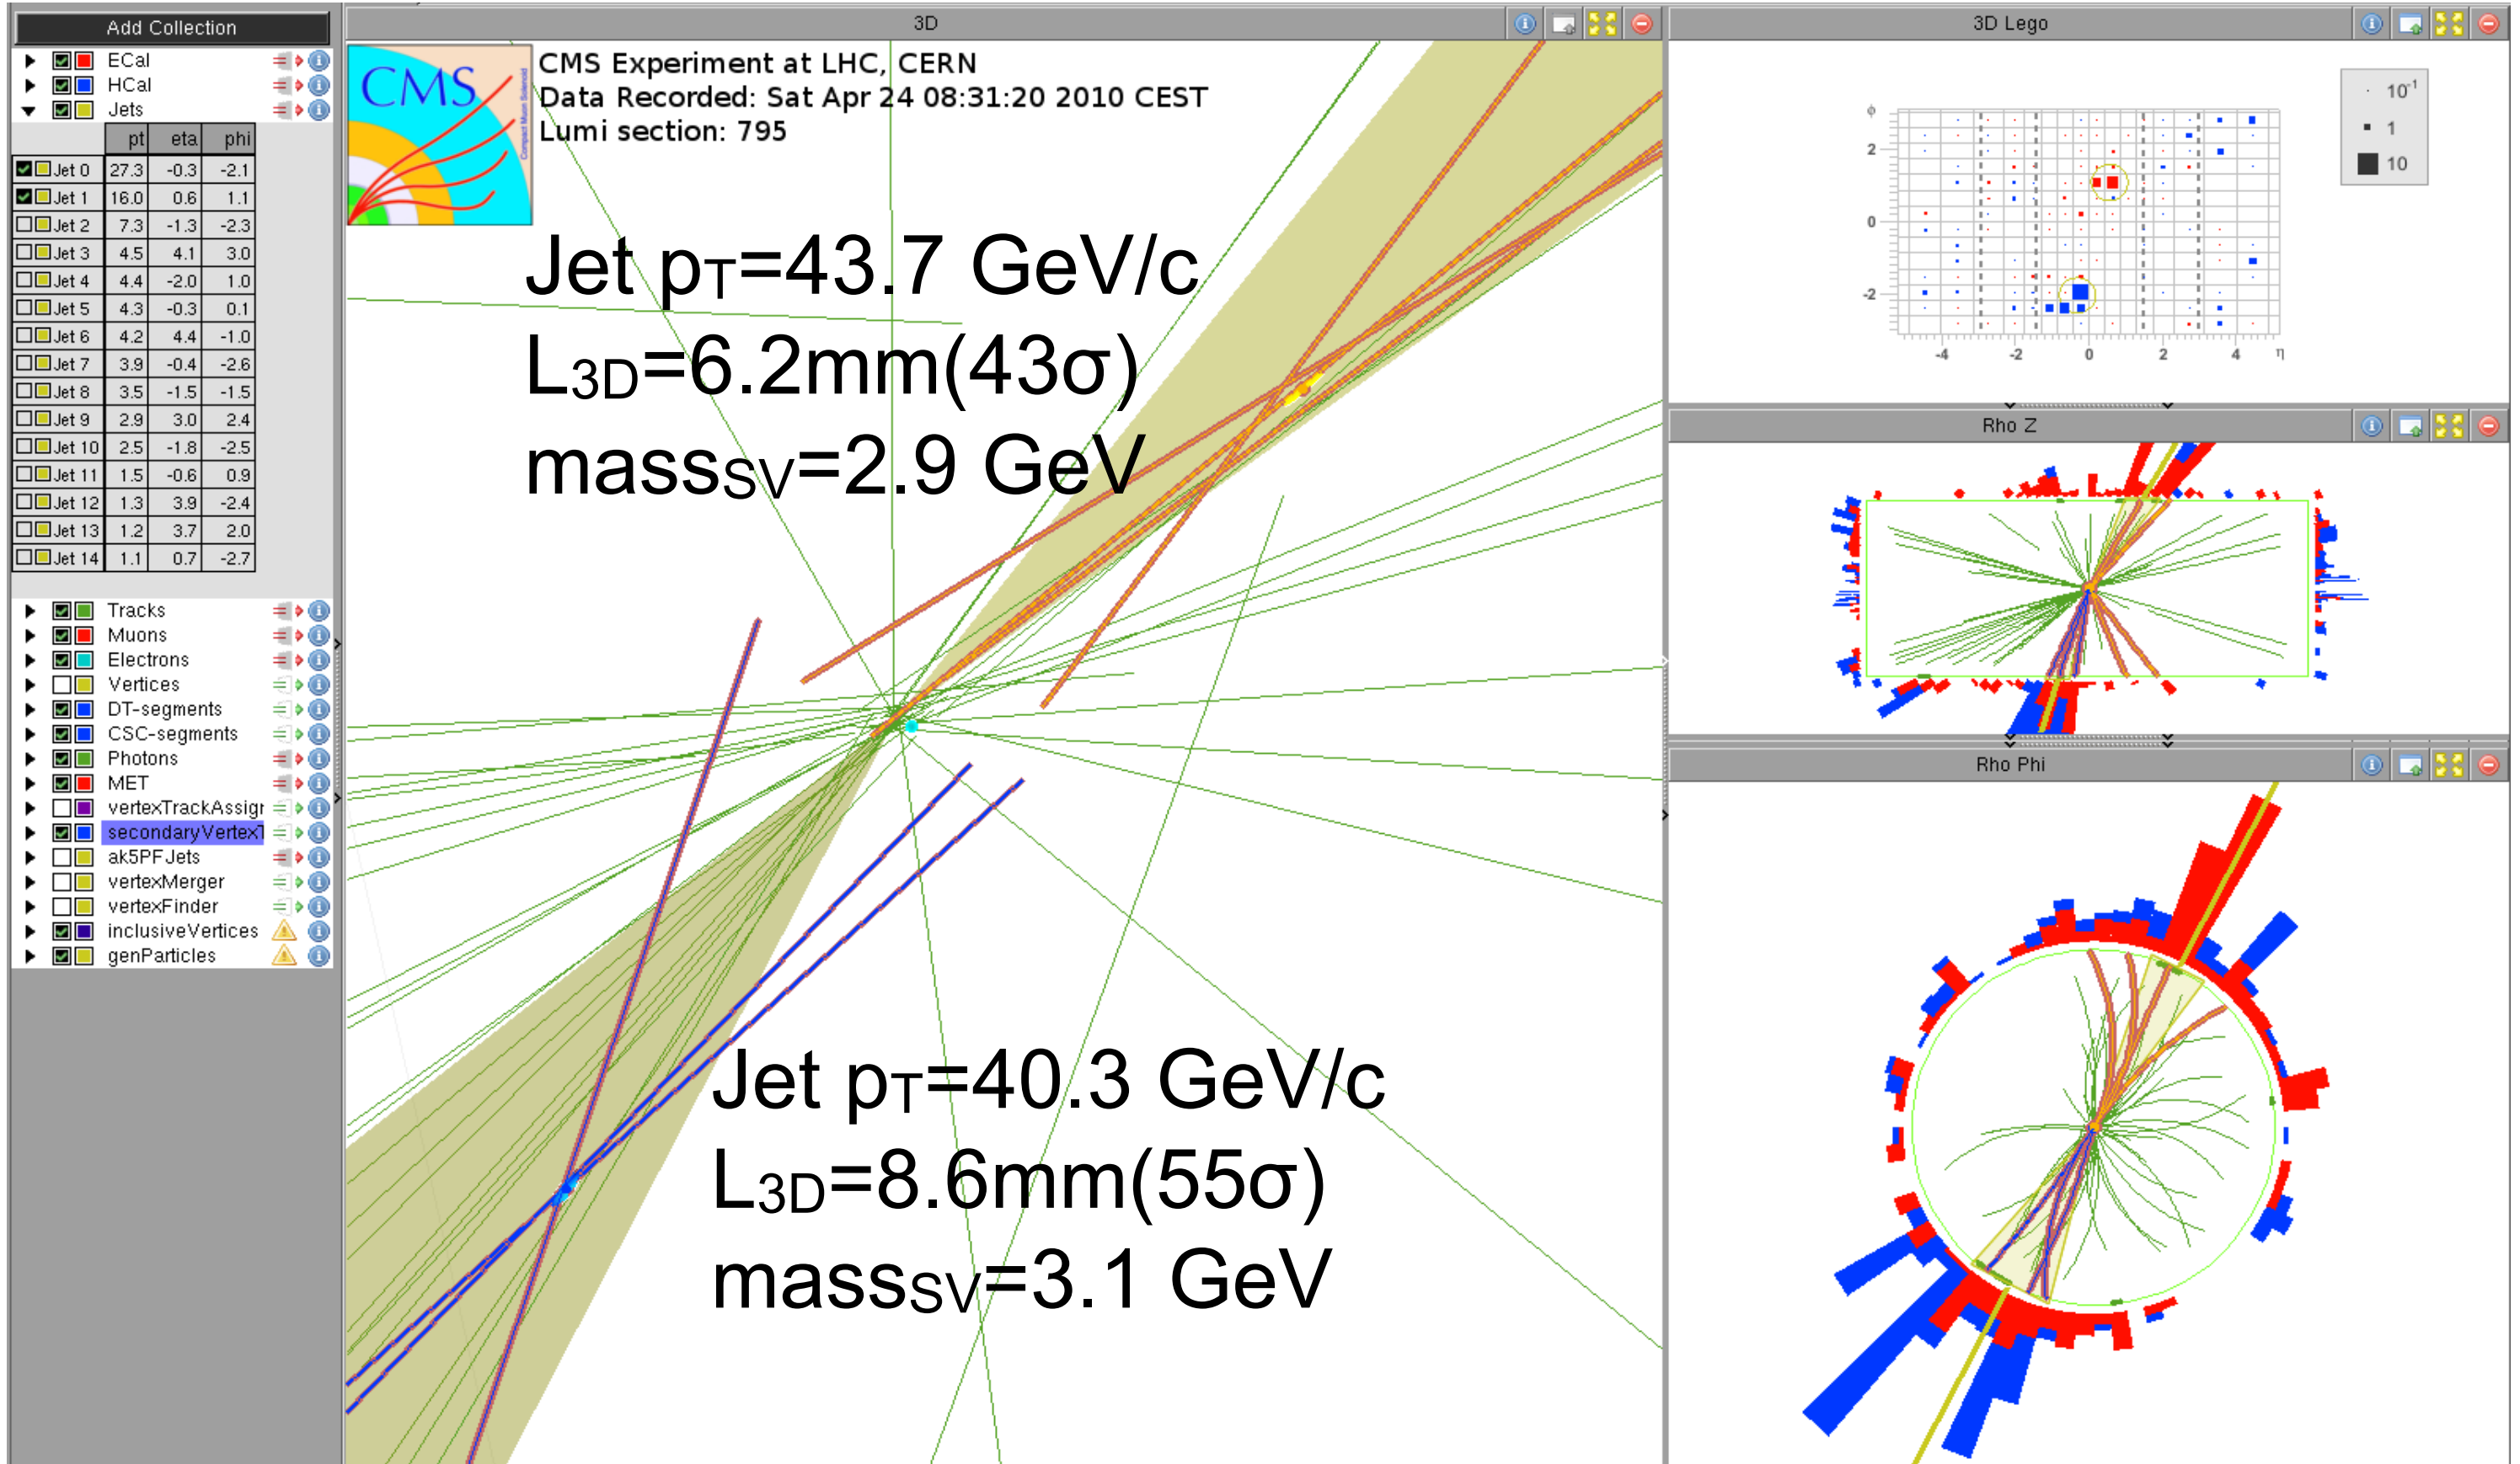 Add Collection
ECal
HCal
Jets
pt eta phi
Jet 0 27.3 -0.3 -2.1
Jet 1 16.0 0.6 1.1
Jet 2 7.3 -1.3 -2.3
Jet 3 4.5 4.1 3.0
Jet 4 4.4 -2.0 1.0
Jet 5 4.3 -0.3 0.1
Jet 6 4.2 4.4 -1.0
Jet 7 3.9 -0.4 -2.6
Jet 8 3.5 -1.5 -1.5
Jet 9 2.9 3.0 2.4
Jet 10 2.5 -1.8 -2.5
Jet 11 1.5 -0.6 0.9
Jet 12 1.3 3.9 -2.4
Jet 13 1.2 3.7 2.0
Jet 14 1.1 0.7 -2.7
Tracks
Muons
Electrons
Vertices
DT-segments
CSC-segments
Photons
MET
vertexTrackAssigr
secondaryVertexT
ak5PFJets
vertexMerger
vertexFinder
inclusiveVertices
genParticles
3D
CMS
Compact Muon Solenoid
CMS Experiment at LHC, CERN
Data Recorded: Sat Apr 24 08:31:20 2010 CEST
Lumi section: 795
Jet pT=43.7 GeV/c
L3D=6.2mm(43σ)
massSV=2.9 GeV
Jet pT=40.3 GeV/c
L3D=8.6mm(55σ)
massSV=3.1 GeV
3D Lego
10-1
1
10
ϕ
2
0
-2
-4 -2 0 2 4 η
Rho Z
Rho Phi